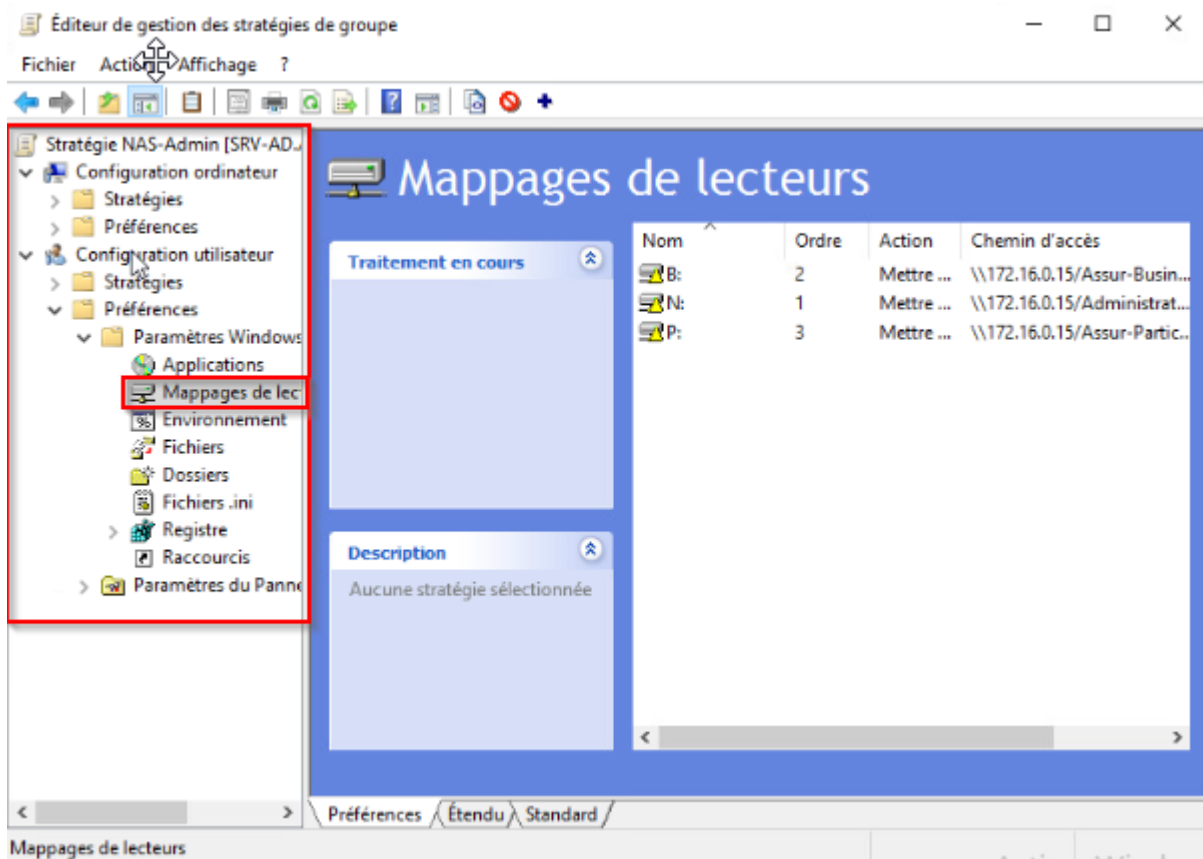 Éditeur de gestion des stratégies de groupe
Fichier Action Affichage ?
Stratégie NAS-Admin [SRV-AD.
Configuration ordinateur
Stratégies
Préférences
Configuration utilisateur
Stratégies
Préférences
Paramètres Windows
Applications
Mappages de lec
Environnement
Fichiers
Dossiers
Fichiers .ini
Registre
Raccourcis
Paramètres du Panne
Mappages de lecteurs
Traitement en cours
Description
Aucune stratégie sélectionnée
Nom Ordre Action Chemin d'accès
B: 2 Mettre ... \\172.16.0.15/Assur-Busin...
N: 1 Mettre ... \\172.16.0.15/Administrat...
P: 3 Mettre ... \\172.16.0.15/Assur-Partic...
Préférences Étendu Standard
Mappages de lecteurs